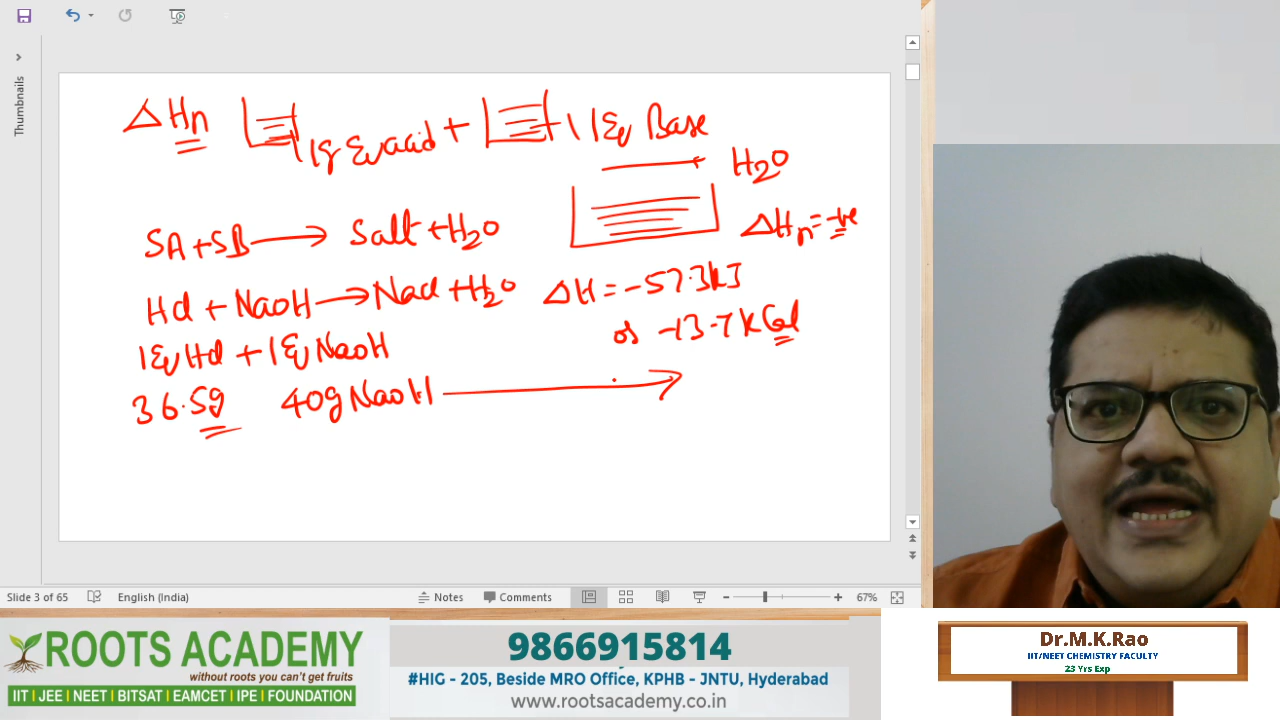 Thumbnails
ΔHn 1g Eq acid + 1 Eq Base
H2O
SA + SB → Salt + H2O ΔHn = -ve
HCl + NaOH → NaCl + H2O ΔH = -57.3 kJ
or -13.7 kCal
1Eq HCl + 1Eq NaOH
36.5g 40g NaOH →
Slide 3 of 65 English (India) Notes Comments 67%
ROOTS ACADEMY
without roots you can't get fruits
IIT I JEE I NEET I BITSAT I EAMCET I IPE I FOUNDATION
9866915814
#HIG - 205, Beside MRO Office, KPHB - JNTU, Hyderabad
www.rootsacademy.co.in
Dr.M.K.Rao
IIT/NEET CHEMISTRY FACULTY
23 Yrs Exp